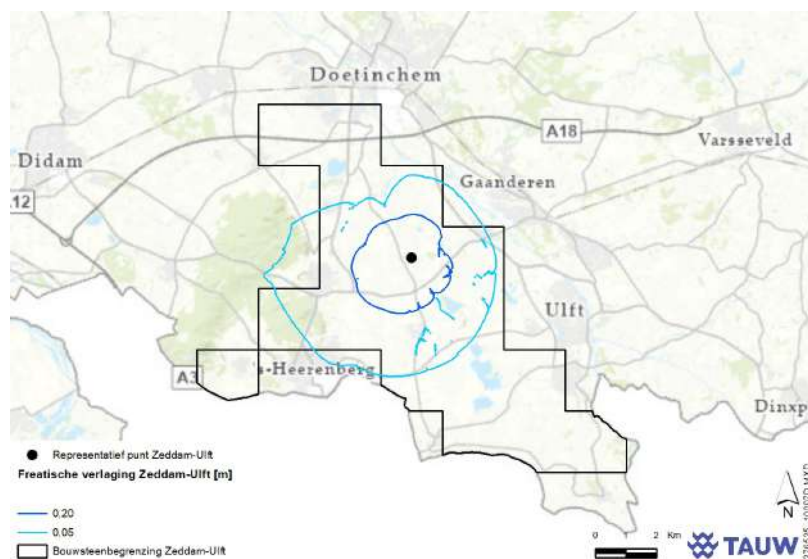 Doetinchem
A18
Varsseveld
Didam
Gaanderen
12
Ulft
's-Heerenberg
A3
Dinxp
Representatief punt Zeddam-Ulft
Freatische verlaging Zeddam-Ulft [m]
0,20
0,05
Bouwsteenbegrenzing Zeddam-Ulft
N
0 1 2 Km
TAUW